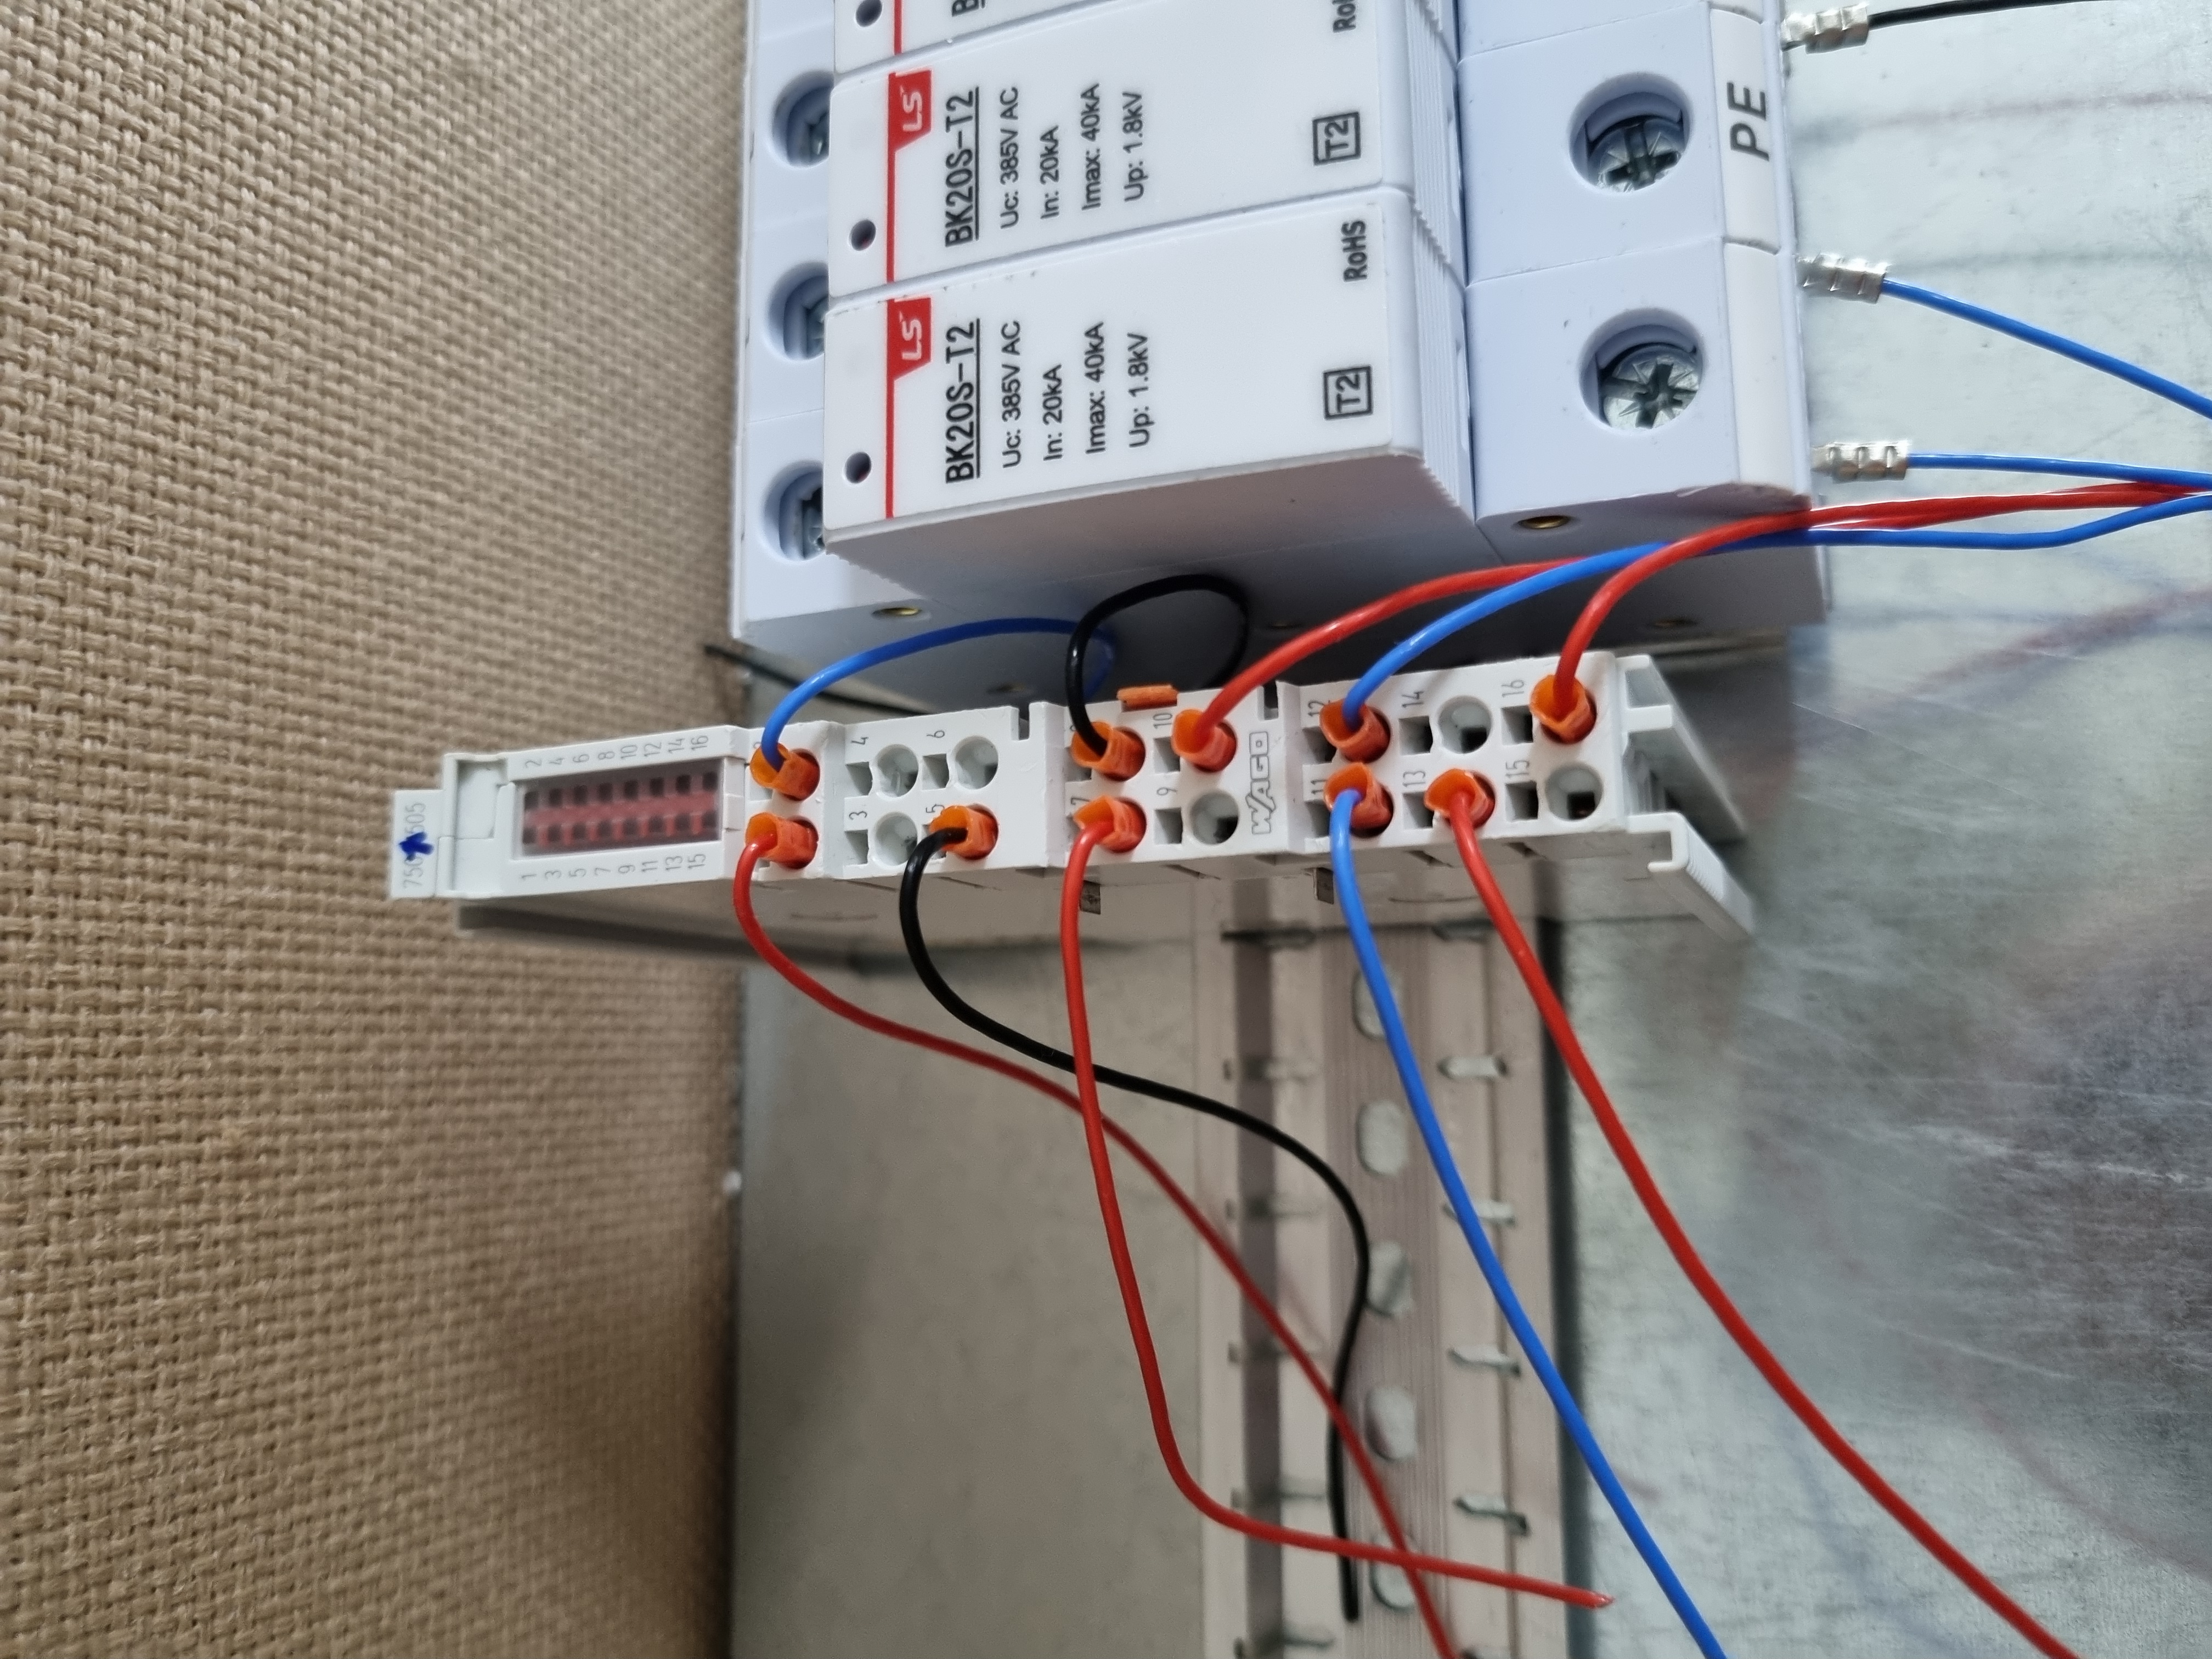 1 2
3 4
5 6
7 8
9 10
11 12
13 14
15 16
3 4
5 6
7
9 10
WAGO
11 12
13 14
15 16
LS
BK20S-T2
Uc: 385V AC
In: 20kA
Imax: 40kA
Up: 1.8kV
T2 RoHS
LS
BK20S-T2
Uc: 385V AC
In: 20kA
Imax: 40kA
Up: 1.8kV
T2
PE